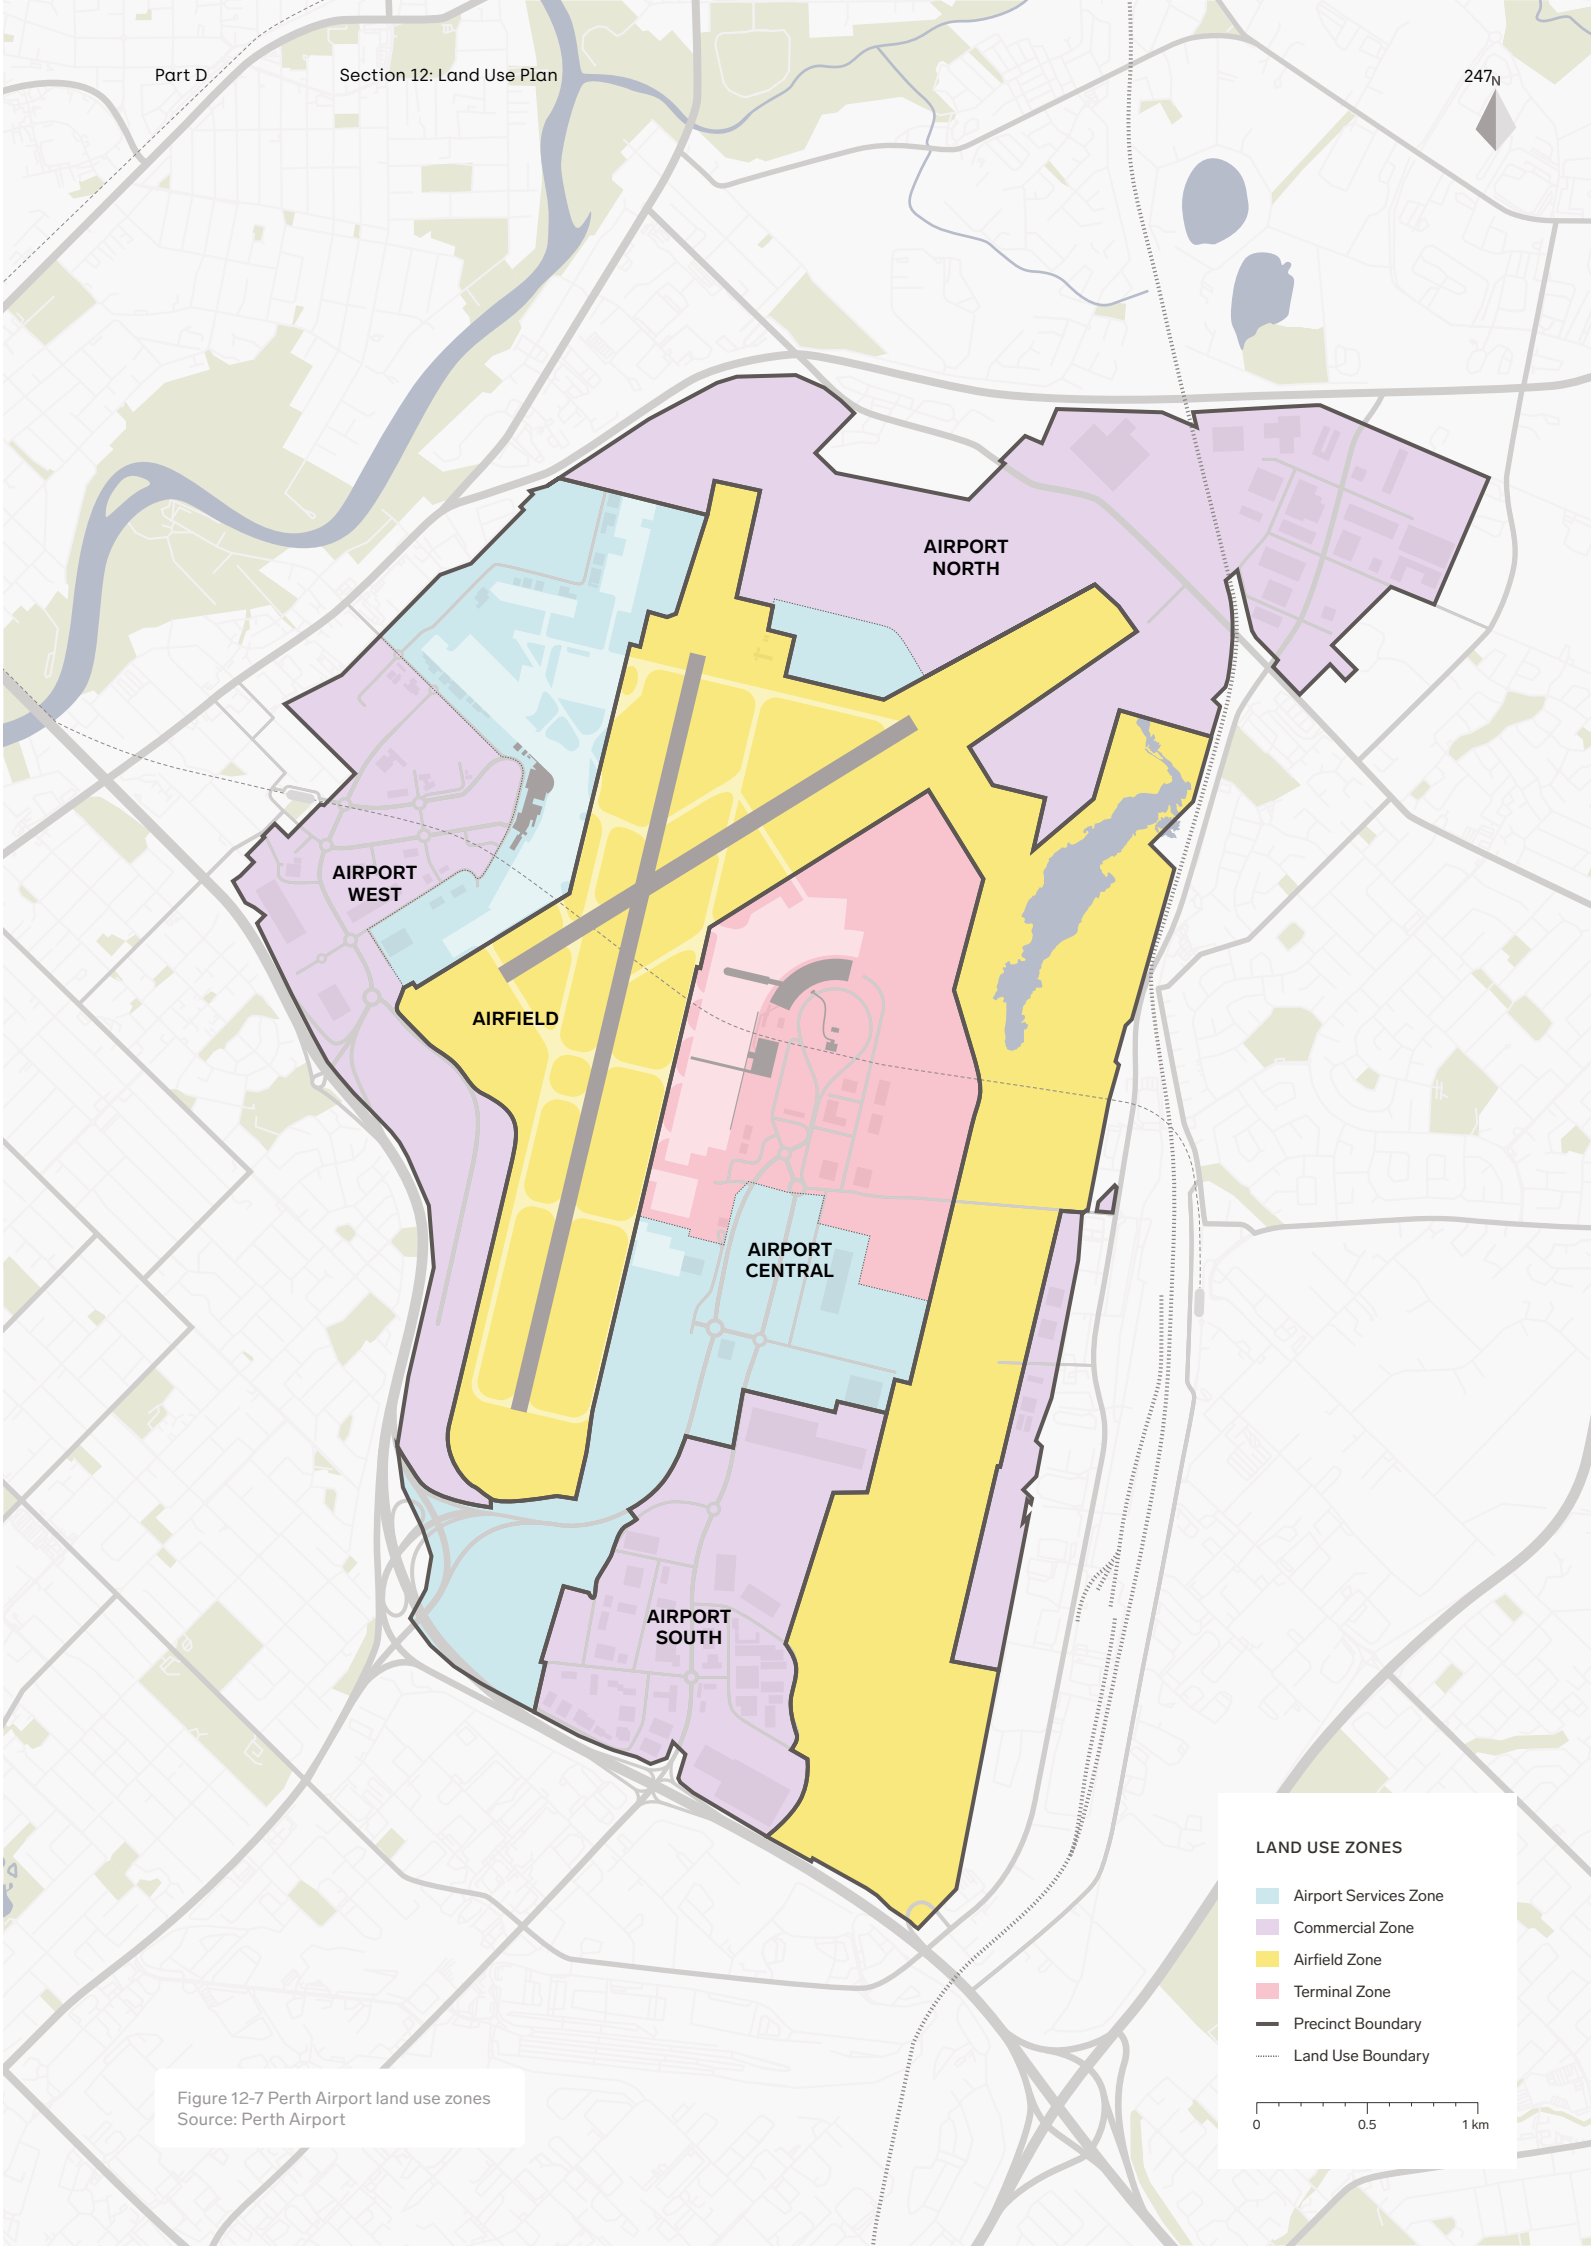 Part D
Section 12: Land Use Plan
247
N
AIRPORT
NORTH
AIRPORT
WEST
AIRFIELD
AIRPORT
CENTRAL
AIRPORT
SOUTH
LAND USE ZONES
Airport Services Zone
Commercial Zone
Airfield Zone
Terminal Zone
Precinct Boundary
Land Use Boundary
0 0.5 1 km
Figure 12-7 Perth Airport land use zones
Source: Perth Airport